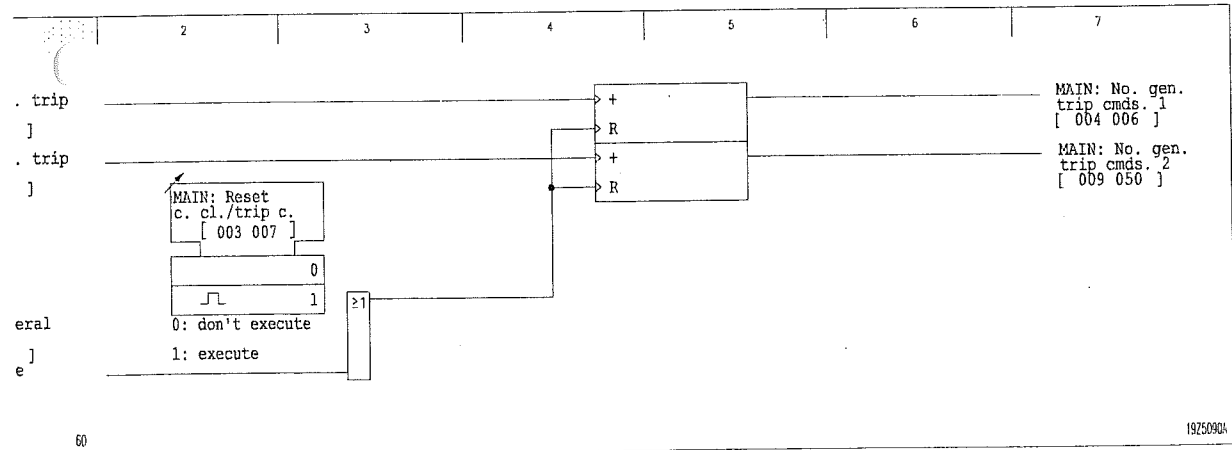 2 3 4 5 6 7
. trip
]
. trip
]
+
R
+
R
MAIN: No. gen.
trip cmds. 1
[ 004 006 ]
MAIN: No. gen.
trip cmds. 2
[ 009 050 ]
MAIN: Reset
c. cl./trip c.
[ 003 007 ]
0
1
≥1
eral
]
e
0: don't execute
1: execute
60
19Z5090A